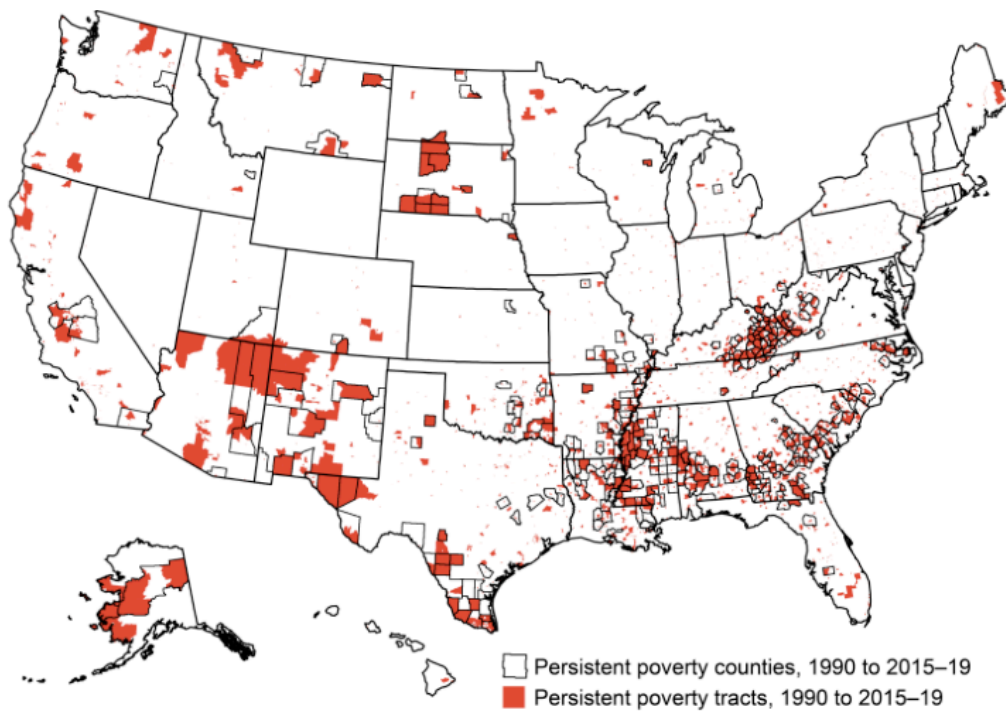 Persistent poverty counties, 1990 to 2015–19
Persistent poverty tracts, 1990 to 2015–19